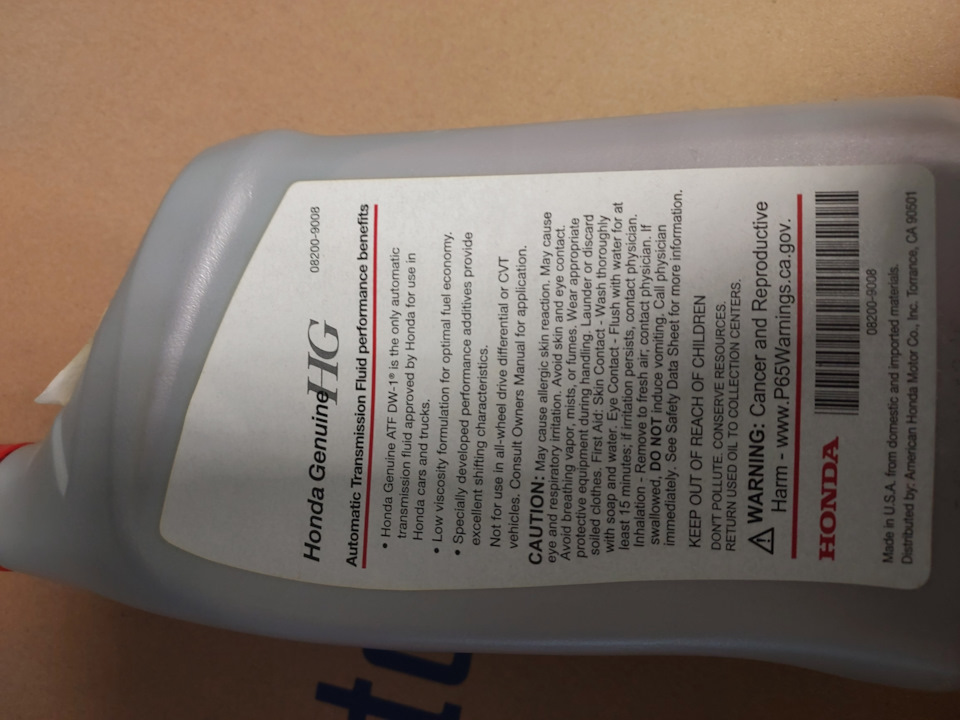 Honda Genuine HG 08200-9008
Automatic Transmission Fluid performance benefits
• Honda Genuine ATF DW-1® is the only automatic
transmission fluid approved by Honda for use in
Honda cars and trucks.
• Low viscosity formulation for optimal fuel economy.
• Specially developed performance additives provide
excellent shifting characteristics.
Not for use in all-wheel drive differential or CVT
vehicles. Consult Owners Manual for application.
CAUTION: May cause allergic skin reaction. May cause
eye and respiratory irritation. Avoid skin and eye contact.
Avoid breathing vapor, mists, or fumes. Wear appropriate
protective equipment during handling. Launder or discard
soiled clothes. First Aid: Skin Contact - Wash thoroughly
with soap and water. Eye Contact - Flush with water for at
least 15 minutes; if irritation persists, contact physician.
Inhalation - Remove to fresh air; contact physician. If
swallowed, DO NOT induce vomiting. Call physician
immediately. See Safety Data Sheet for more information.
KEEP OUT OF REACH OF CHILDREN
DON'T POLLUTE. CONSERVE RESOURCES.
RETURN USED OIL TO COLLECTION CENTERS.
WARNING: Cancer and Reproductive
Harm - www.P65Warnings.ca.gov.
HONDA
08200-9008
Made in U.S.A. from domestic and imported materials.
Distributed by: American Honda Motor Co., Inc. Torrance, CA 90501